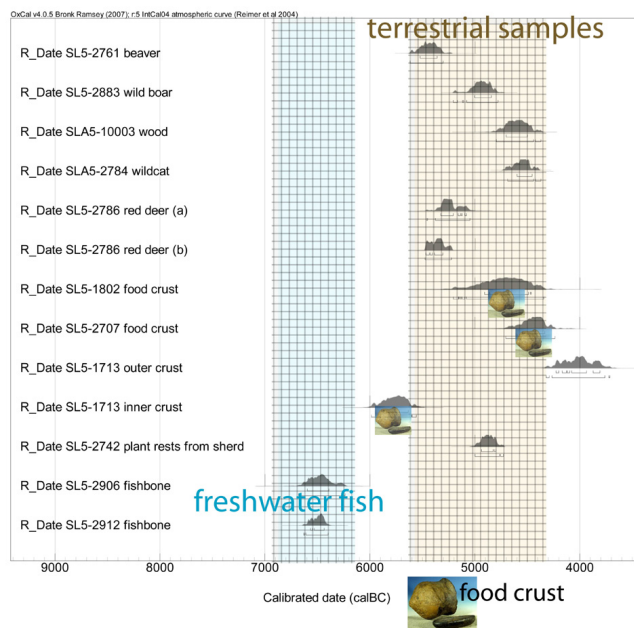 OxCal v4.0.5 Bronk Ramsey (2007); r:5 IntCal04 atmospheric curve (Reimer et al 2004)
terrestrial samples
R_Date SL5-2761 beaver
R_Date SL5-2883 wild boar
R_Date SLA5-10003 wood
R_Date SLA5-2784 wildcat
R_Date SL5-2786 red deer (a)
R_Date SL5-2786 red deer (b)
R_Date SL5-1802 food crust
R_Date SL5-2707 food crust
R_Date SL5-1713 outer crust
R_Date SL5-1713 inner crust
R_Date SL5-2742 plant rests from sherd
R_Date SL5-2906 fishbone
freshwater fish
R_Date SL5-2912 fishbone
9000 8000 7000 6000 5000 4000
Calibrated date (calBC)
food crust